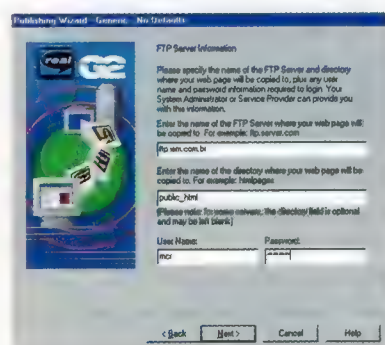 Publishing Wizard - Generic - No Defaults
real G2
FTP Server Information
Please specify the name of the FTP Server and directory
where your web page will be copied to, plus any user
name and password information required to login. Your
System Administrator or Service Provider can provide you
with the information.
Enter the name of the FTP Server where your web page will
be copied to. For example: ftp.server.com
Enter the name of the directory where your web page will be
copied to. For example: htmlpages
public_html
(Please note: for some servers, the directory field is optional
and may be left blank)
User Name:
Password:
mcr
****
< Back
Next >
Cancel
Help